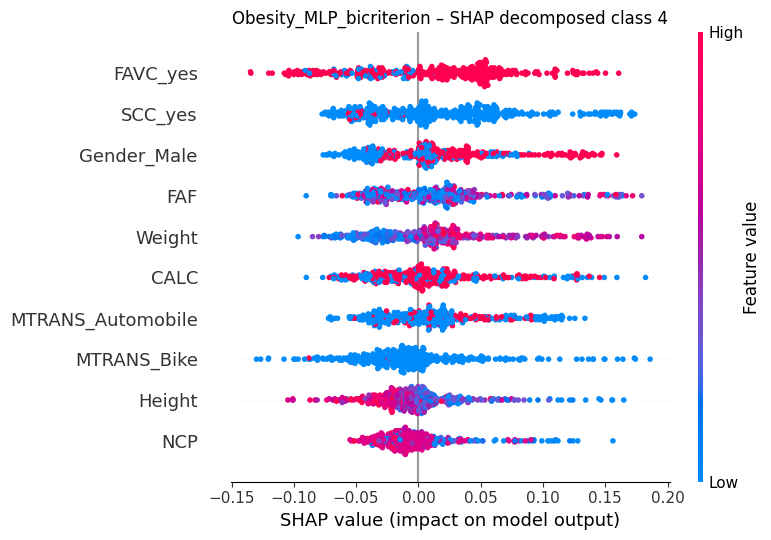 Obesity_MLP_bicriterion – SHAP decomposed class 4
High
FAVC_yes
SCC_yes
Gender_Male
FAF
Weight
CALC
MTRANS_Automobile
MTRANS_Bike
Height
NCP
Feature value
Low
−0.15 −0.10 −0.05 0.00 0.05 0.10 0.15 0.20
SHAP value (impact on model output)